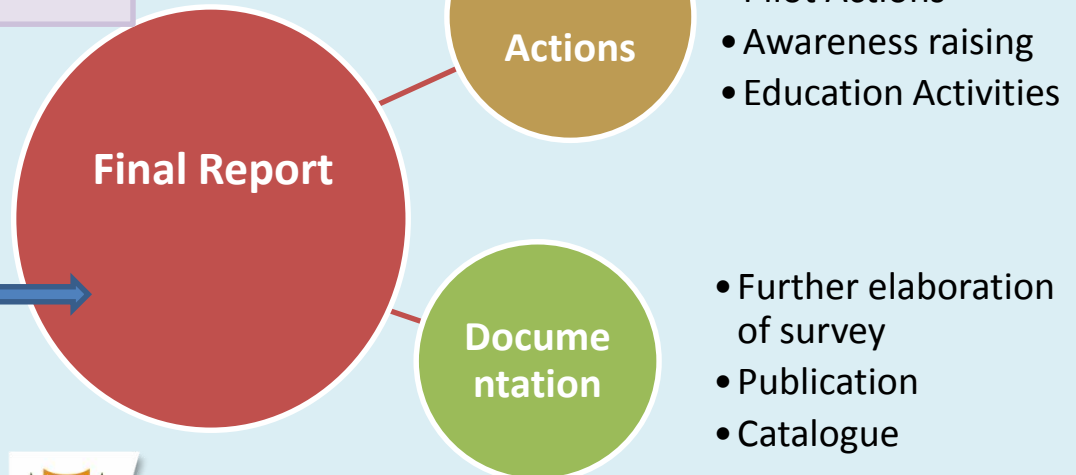 Final Report
Actions
• Awareness raising
• Education Activities
Docume
ntation
• Further elaboration
of survey
• Publication
• Catalogue